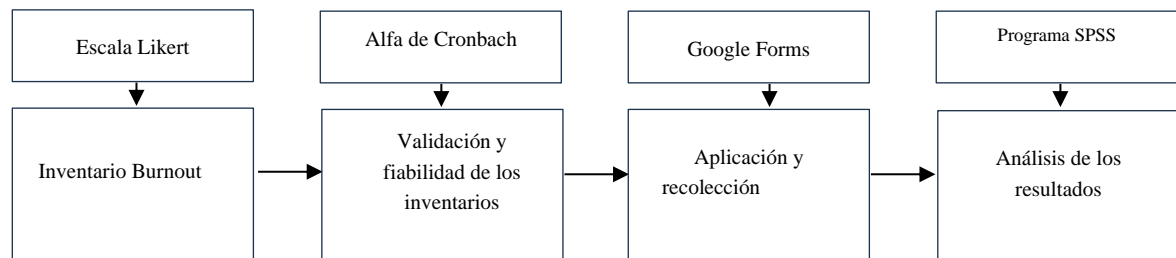 Escala Likert
Alfa de Cronbach
Google Forms
Programa SPSS
Inventario Burnout
Validación y
fiabilidad de los
inventarios
Aplicación y
recolección
Análisis de los
resultados